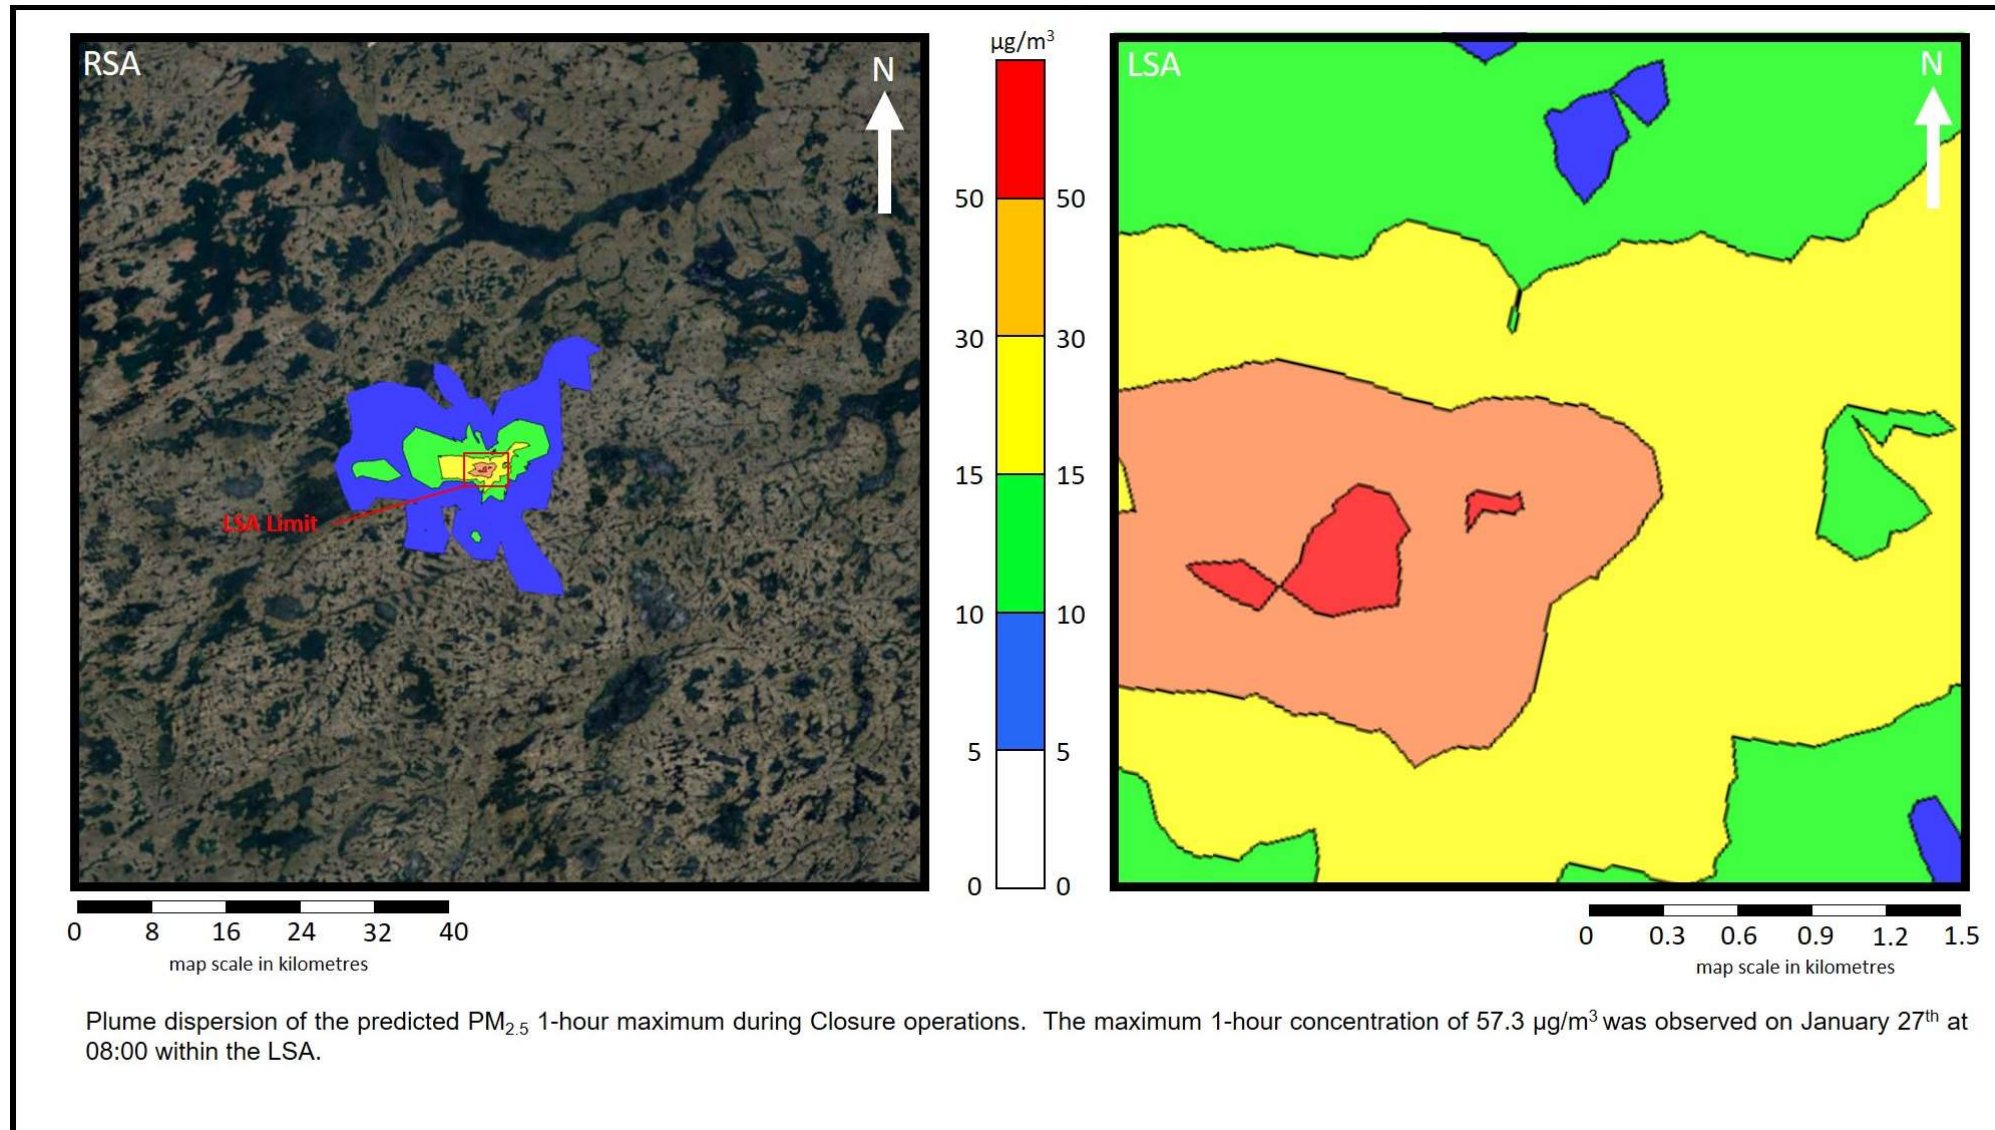 RSA
N
LSA Limit
µg/m³
50 50
30 30
15 15
10 10
5 5
0 0
LSA
N
0 8 16 24 32 40
map scale in kilometres
0 0.3 0.6 0.9 1.2 1.5
map scale in kilometres
Plume dispersion of the predicted PM₂.₅ 1-hour maximum during Closure operations. The maximum 1-hour concentration of 57.3 µg/m³ was observed on January 27th at
08:00 within the LSA.